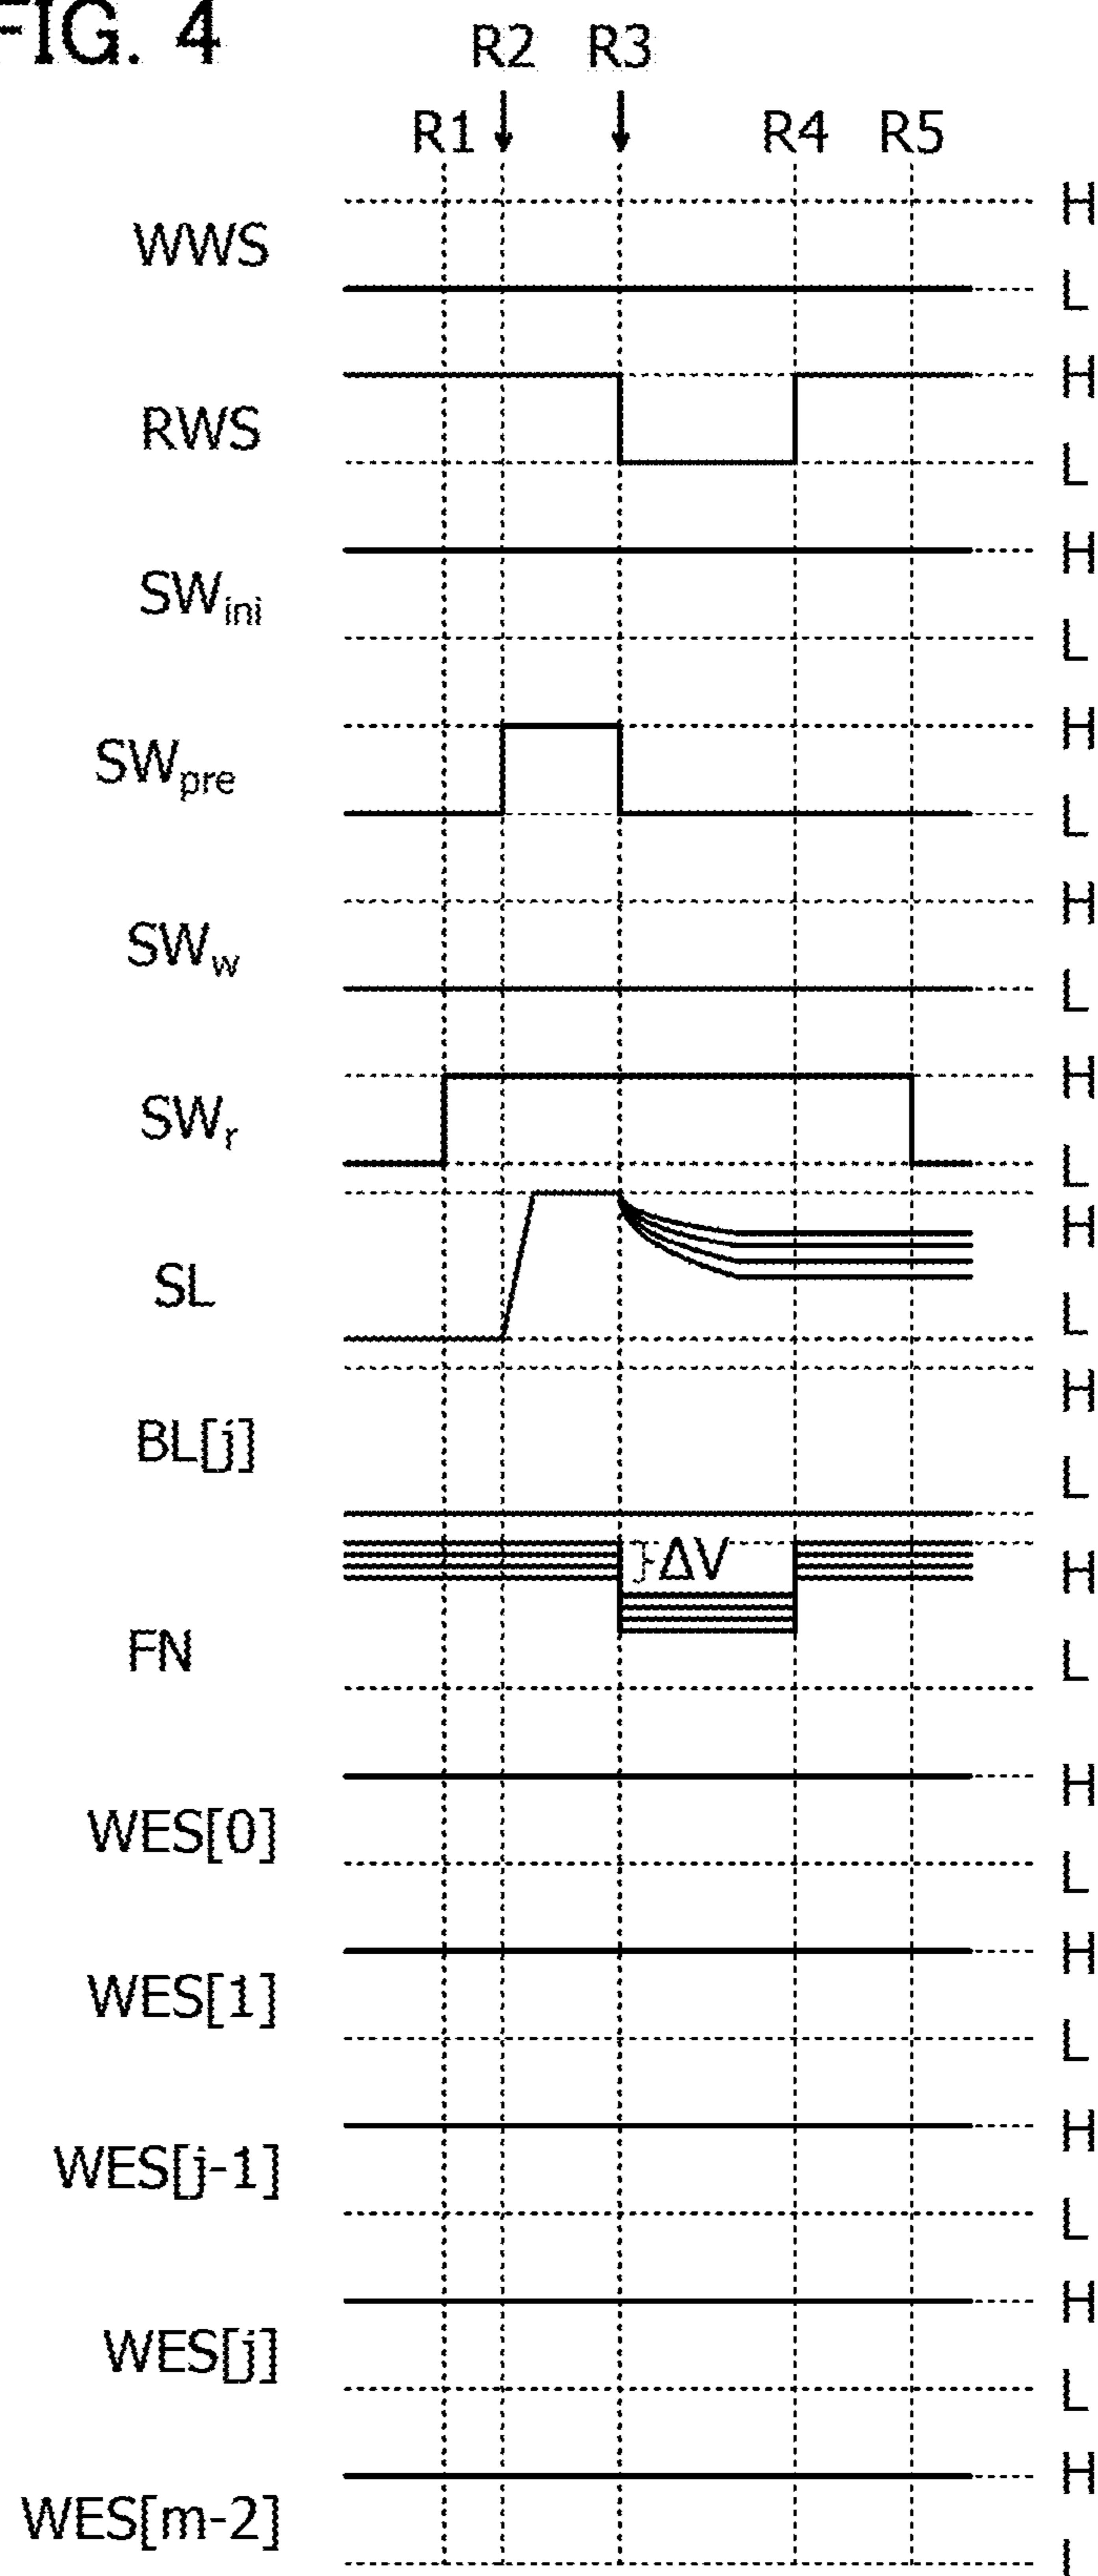 FIG. 4
R2 R3
R1 R4 R5
WWS H L
RWS H L
SWini H L
SWpre H L
SWw H L
SWr H L
SL H L
BL[j] H L
ΔV
FN H L
WES[0] H L
WES[1] H L
WES[j-1] H L
WES[j] H L
WES[m-2] H L